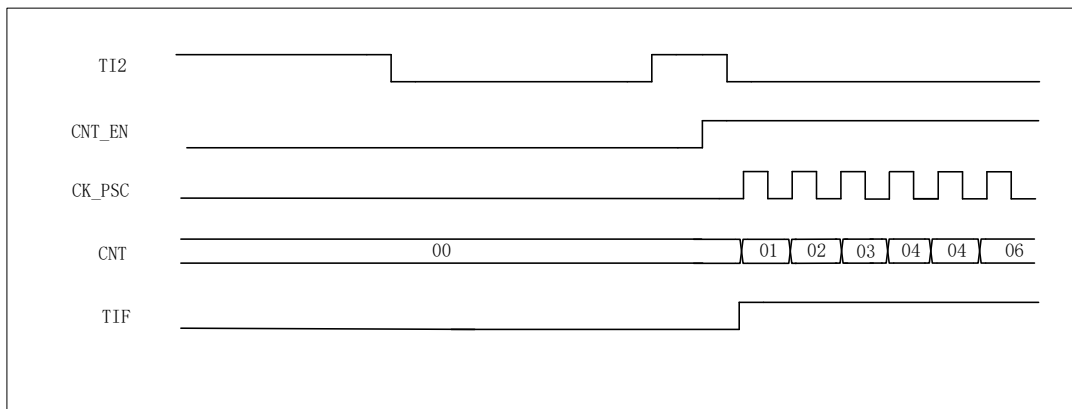 TI2
CNT_EN
CK_PSC
CNT 00 01 02 03 04 04 06
TIF